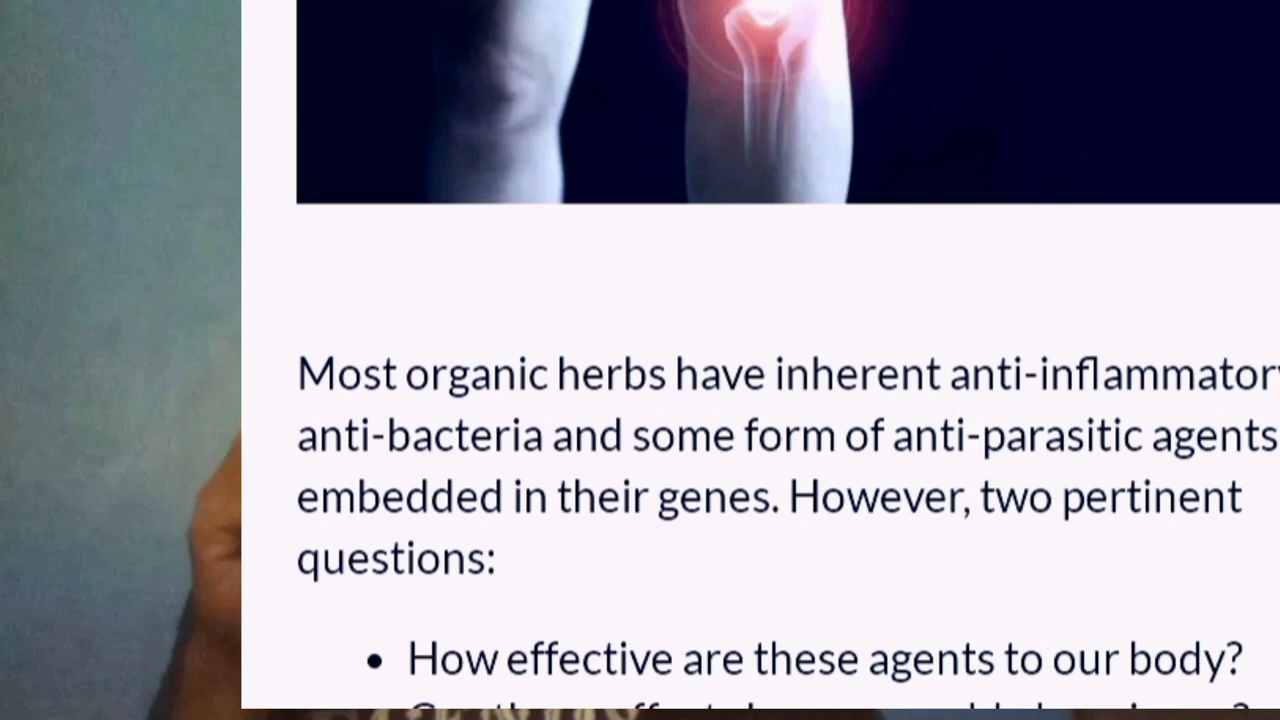 Most organic herbs have inherent anti-inflammatory
anti-bacteria and some form of anti-parasitic agents
embedded in their genes. However, two pertinent
questions:
• How effective are these agents to our body?